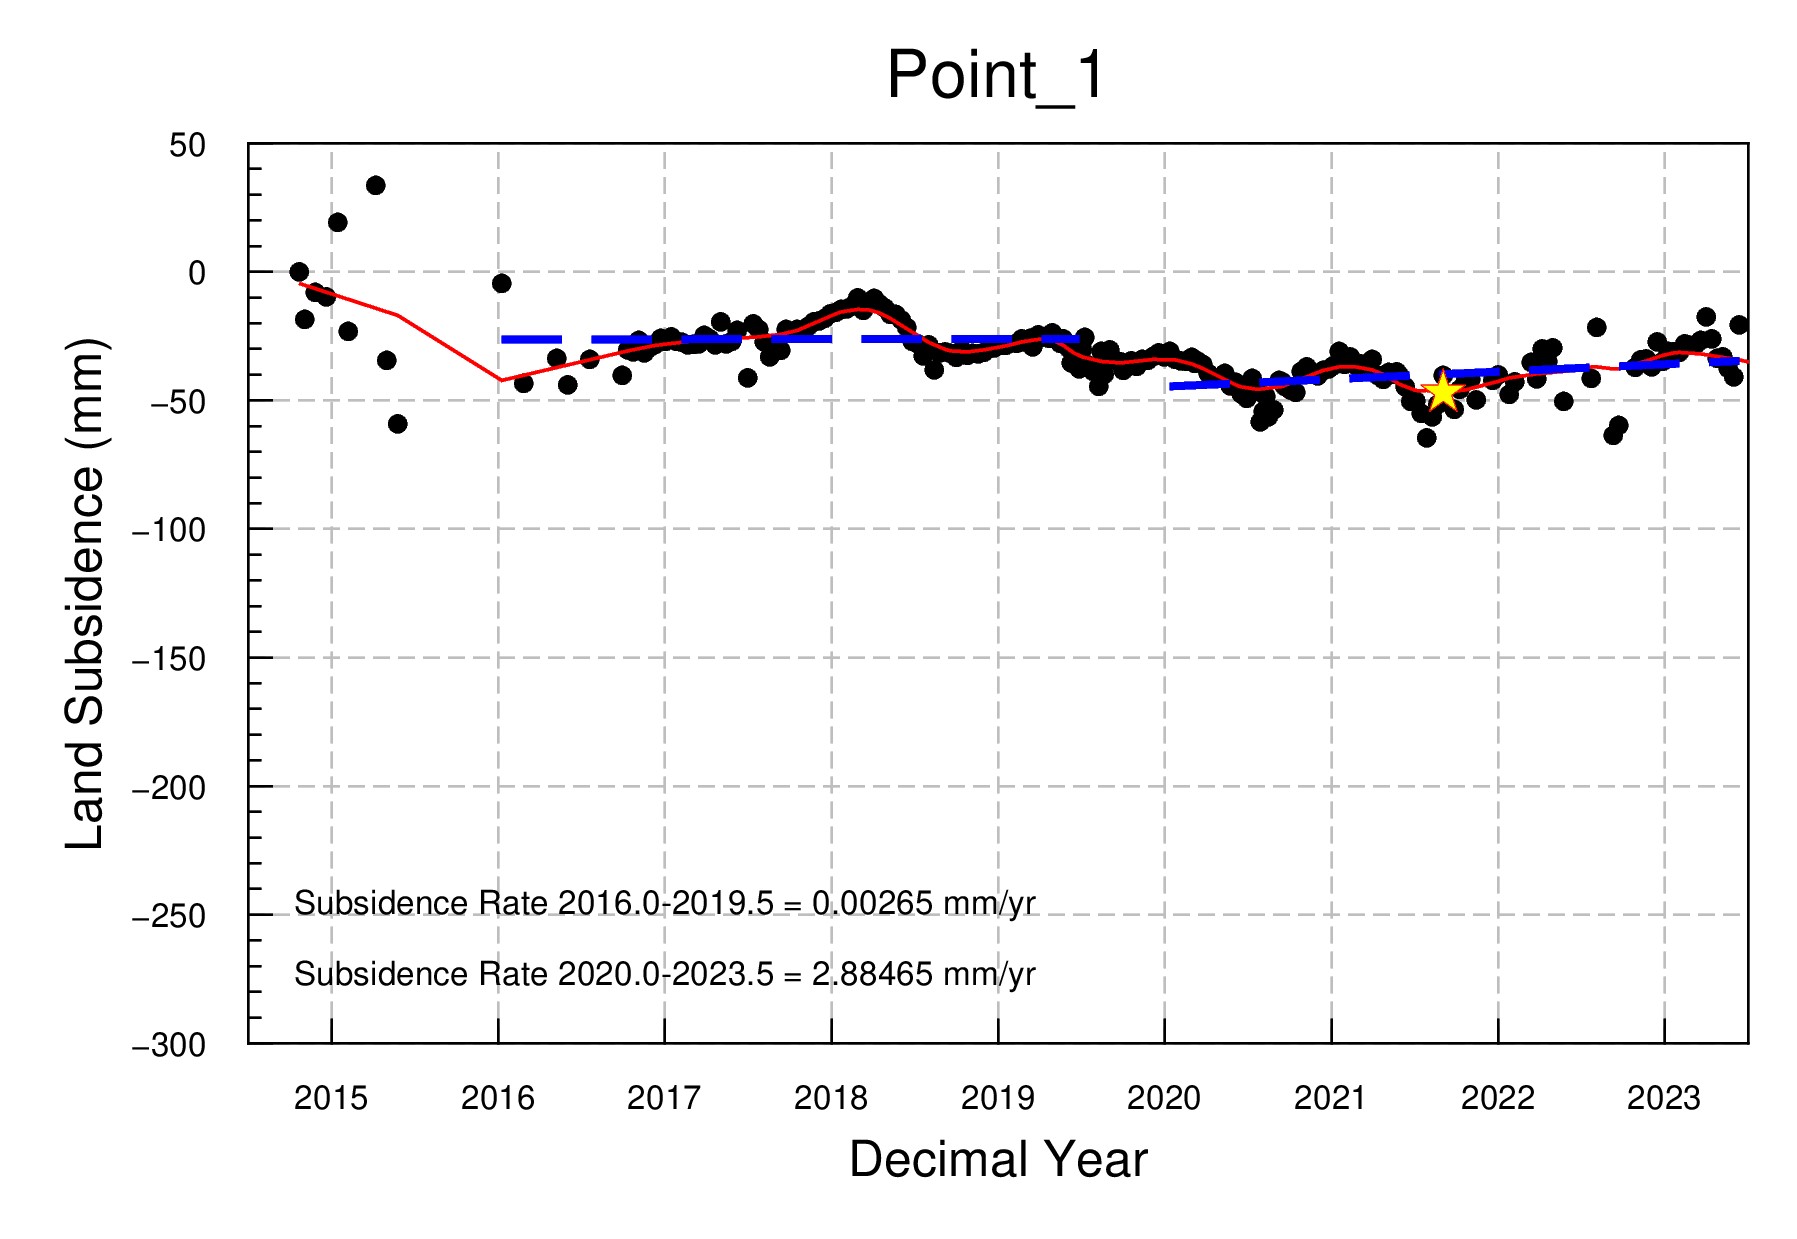 Point_1
50
0
−50
−100
−150
−200
−250
−300
Land Subsidence (mm)
Subsidence Rate 2016.0-2019.5 = 0.00265 mm/yr
Subsidence Rate 2020.0-2023.5 = 2.88465 mm/yr
2015 2016 2017 2018 2019 2020 2021 2022 2023
Decimal Year